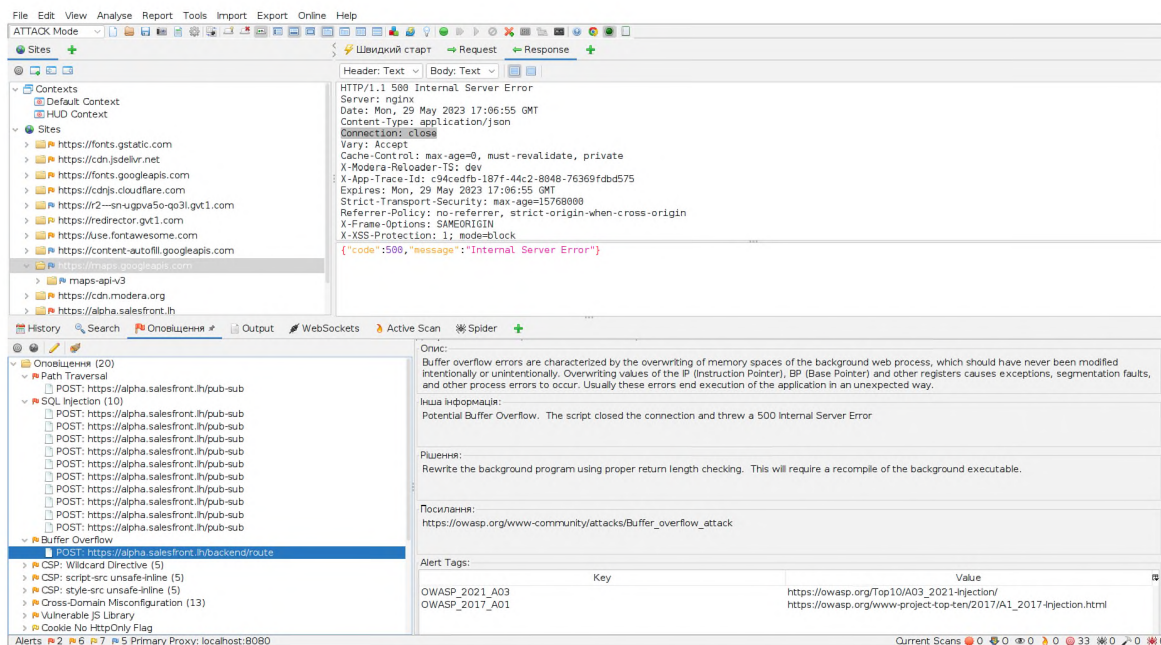 File Edit View Analyse Report Tools Import Export Online Help
ATTACK Mode
Sites
Швидкий старт Request Response
Header: Text Body: Text
Contexts
Default Context
HUD Context
Sites
https://fonts.gstatic.com
https://cdn.jsdelivr.net
https://fonts.googleapis.com
https://cdnjs.cloudflare.com
https://r2---sn-ugpva5o-qo3l.gvt1.com
https://redirector.gvt1.com
https://use.fontawesome.com
https://content-autofill.googleapis.com
https://maps.googleapis.com
maps-api-v3
https://cdn.modera.org
https://alpha.salesfront.lh
HTTP/1.1 500 Internal Server Error
Server: nginx
Date: Mon, 29 May 2023 17:06:55 GMT
Content-Type: application/json
Connection: close
Vary: Accept
Cache-Control: max-age=0, must-revalidate, private
X-Modera-Reloader-TS: dev
X-App-Trace-Id: c94cedfb-187f-44c2-8048-76369fdbd575
Expires: Mon, 29 May 2023 17:06:55 GMT
Strict-Transport-Security: max-age=15768000
Referrer-Policy: no-referrer, strict-origin-when-cross-origin
X-Frame-Options: SAMEORIGIN
X-XSS-Protection: 1; mode=block
{"code":500,"message":"Internal Server Error"}
History Search Оповіщення Output WebSockets Active Scan Spider
Оповіщення (20)
Path Traversal
POST: https://alpha.salesfront.lh/pub-sub
SQL Injection (10)
POST: https://alpha.salesfront.lh/pub-sub
POST: https://alpha.salesfront.lh/pub-sub
POST: https://alpha.salesfront.lh/pub-sub
POST: https://alpha.salesfront.lh/pub-sub
POST: https://alpha.salesfront.lh/pub-sub
POST: https://alpha.salesfront.lh/pub-sub
POST: https://alpha.salesfront.lh/pub-sub
POST: https://alpha.salesfront.lh/pub-sub
POST: https://alpha.salesfront.lh/pub-sub
POST: https://alpha.salesfront.lh/pub-sub
Buffer Overflow
POST: https://alpha.salesfront.lh/backend/route
CSP: Wildcard Directive (5)
CSP: script-src unsafe-inline (5)
CSP: style-src unsafe-inline (5)
Cross-Domain Misconfiguration (13)
Vulnerable JS Library
Cookie No HttpOnly Flag
Опис:
Buffer overflow errors are characterized by the overwriting of memory spaces of the background web process, which should have never been modified
intentionally or unintentionally. Overwriting values of the IP (Instruction Pointer), BP (Base Pointer) and other registers causes exceptions, segmentation faults,
and other process errors to occur. Usually these errors end execution of the application in an unexpected way.
Інша інформація:
Potential Buffer Overflow. The script closed the connection and threw a 500 Internal Server Error
Рішення:
Rewrite the background program using proper return length checking. This will require a recompile of the background executable.
Посилання:
https://owasp.org/www-community/attacks/Buffer_overflow_attack
Alert Tags:
Key Value
OWASP_2021_A03 https://owasp.org/Top10/A03_2021-Injection/
OWASP_2017_A01 https://owasp.org/www-project-top-ten/2017/A1_2017-Injection.html
Alerts 2 6 7 5 Primary Proxy: localhost:8080 Current Scans 0 0 0 0 33 0 0